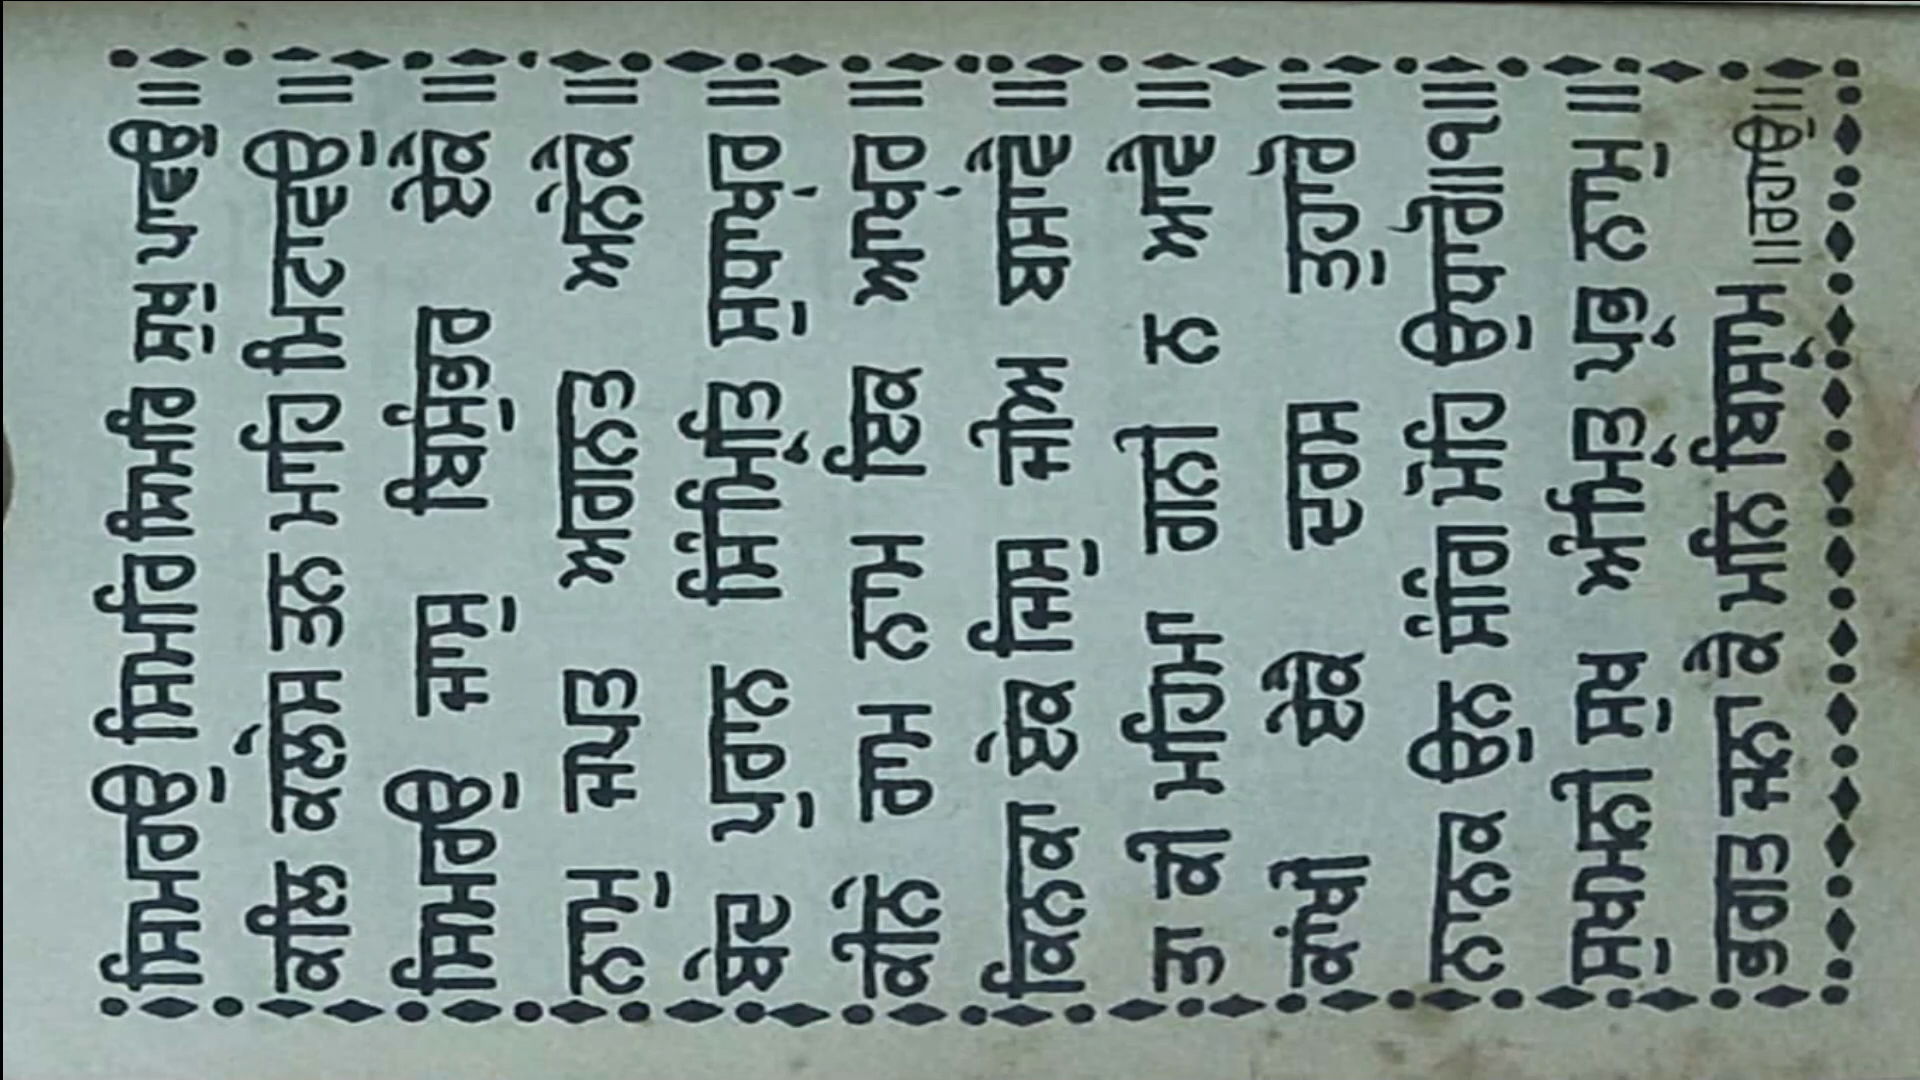 ਸਿਮਰਉ ਸਿਮਰਿ ਸਿਮਰਿ ਸੁਖੁ ਪਾਵਉ ॥
ਕਲਿ ਕਲੇਸ ਤਨ ਮਾਹਿ ਮਿਟਾਵਉ ॥
ਸਿਮਰਉ ਜਾਸੁ ਬਿਸੁੰਭਰ ਏਕੈ ॥
ਨਾਮੁ ਜਪਤ ਅਗਨਤ ਅਨੇਕੈ ॥
ਬੇਦ ਪੁਰਾਨ ਸਿੰਮ੍ਰਿਤਿ ਸੁਧਾਖੵਰ ॥
ਕੀਨੇ ਰਾਮ ਨਾਮ ਇਕ ਆਖੵਰ ॥
ਕਿਨਕਾ ਏਕ ਜਿਸੁ ਜੀਅ ਬਸਾਵੈ ॥
ਤਾ ਕੀ ਮਹਿਮਾ ਗਨੀ ਨ ਆਵੈ ॥
ਕਾਂਖੀ ਏਕੈ ਦਰਸ ਤੁਹਾਰੋ ॥
ਨਾਨਕ ਉਨ ਸੰਗਿ ਮੋਹਿ ਉਧਾਰੋ ॥੧॥
ਸੁਖਮਨੀ ਸੁਖ ਅੰਮ੍ਰਿਤ ਪ੍ਰਭ ਨਾਮੁ ॥
ਭਗਤ ਜਨਾ ਕੈ ਮਨਿ ਬਿਸ੍ਰਾਮ ॥ਰਹਾਉ॥